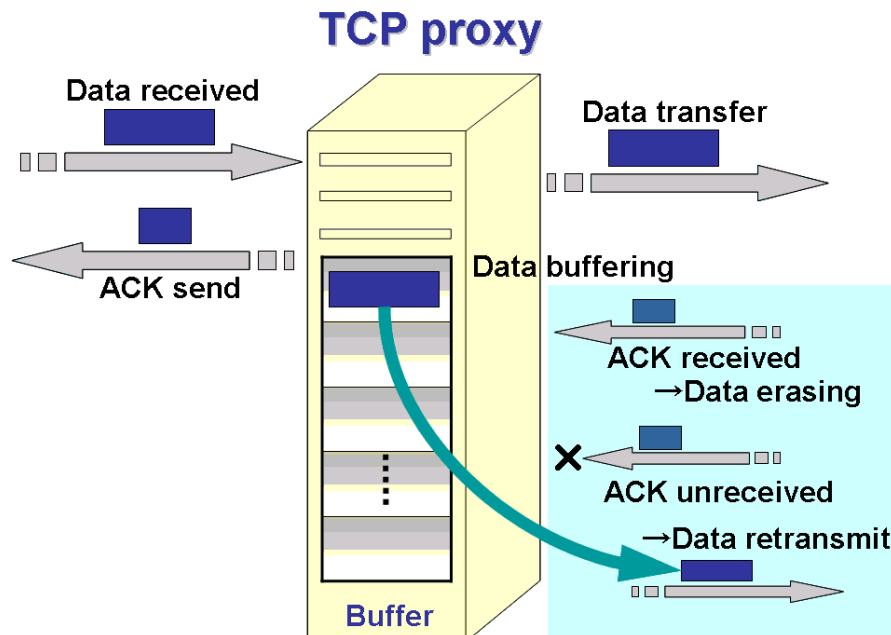 TCP proxy
Data received
Data transfer
ACK send
Data buffering
ACK received
→Data erasing
×
ACK unreceived
→Data retransmit
Buffer